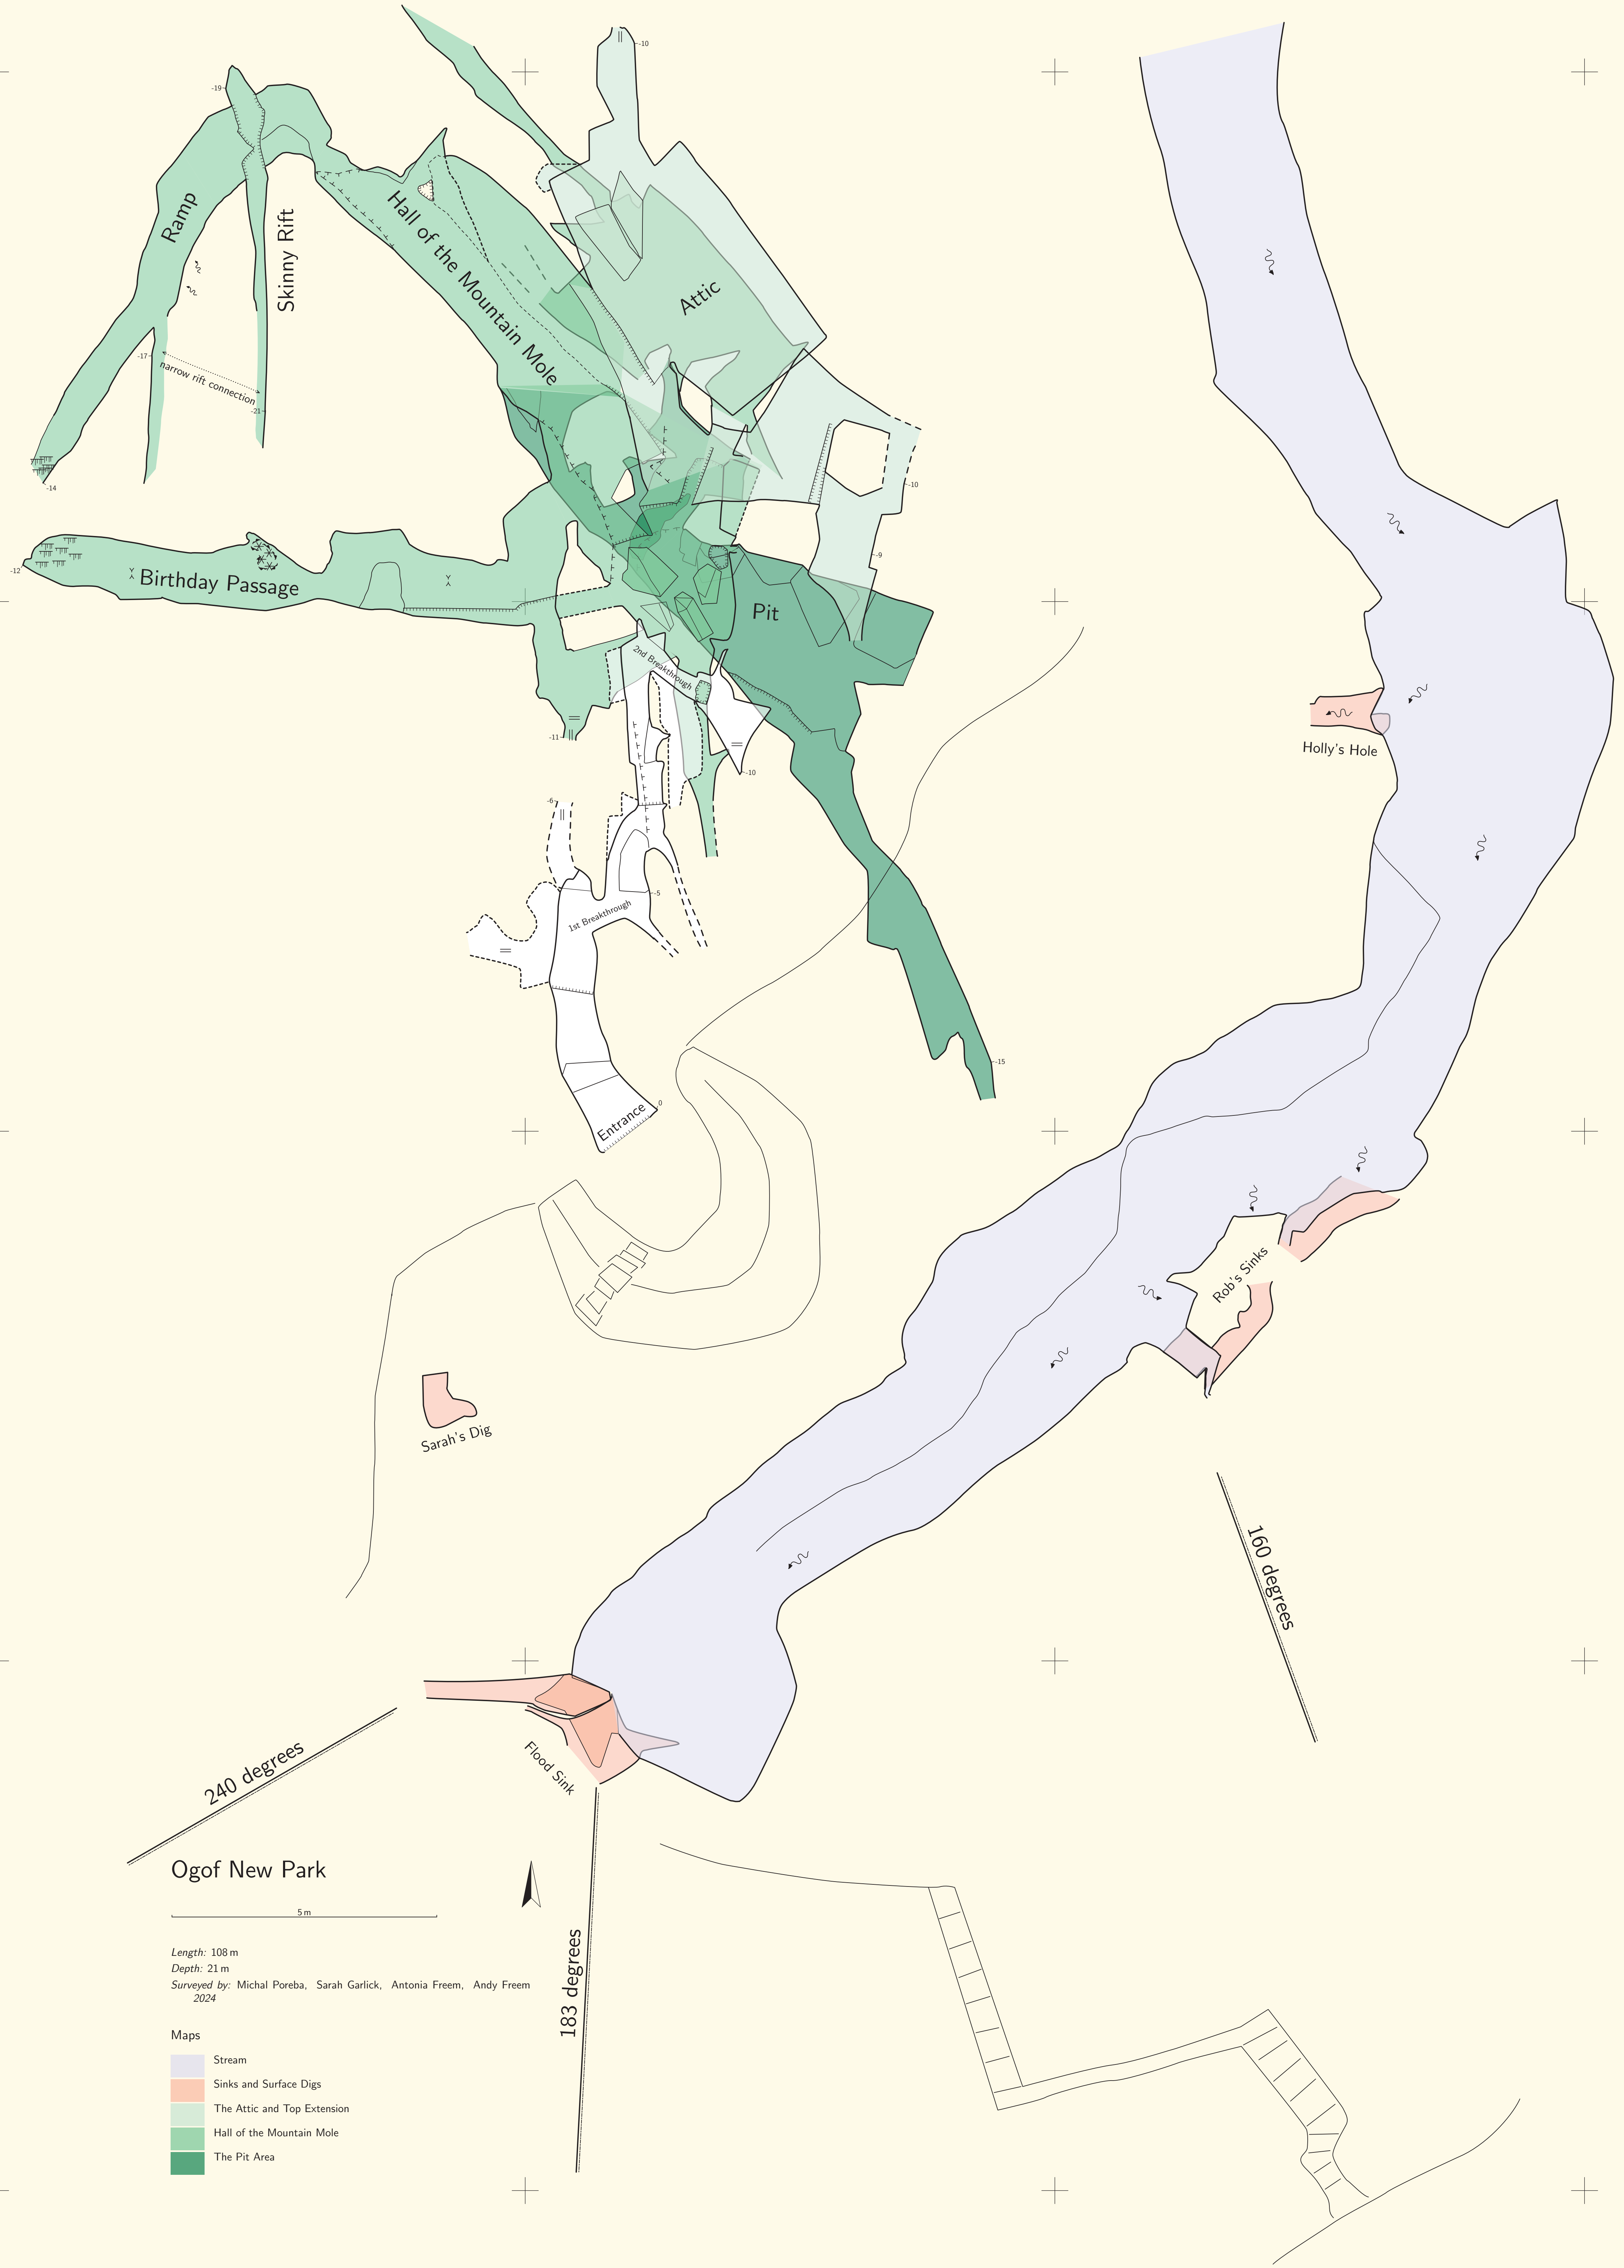 -10
-19
Ramp
Skinny Rift
Hall of the Mountain Mole
Attic
-17
narrow rift connection
-21
-14
-10
-9
-12
Birthday Passage
Pit
2nd Breakthrough
-11
-10
Holly's Hole
-6
-5
1st Breakthrough
-15
0
Entrance
Rob's Sinks
Sarah's Dig
160 degrees
240 degrees
Flood Sink
183 degrees
Ogof New Park
5 m
Length: 108 m
Depth: 21 m
Surveyed by: Michal Poreba, Sarah Garlick, Antonia Freem, Andy Freem
2024
Maps
Stream
Sinks and Surface Digs
The Attic and Top Extension
Hall of the Mountain Mole
The Pit Area